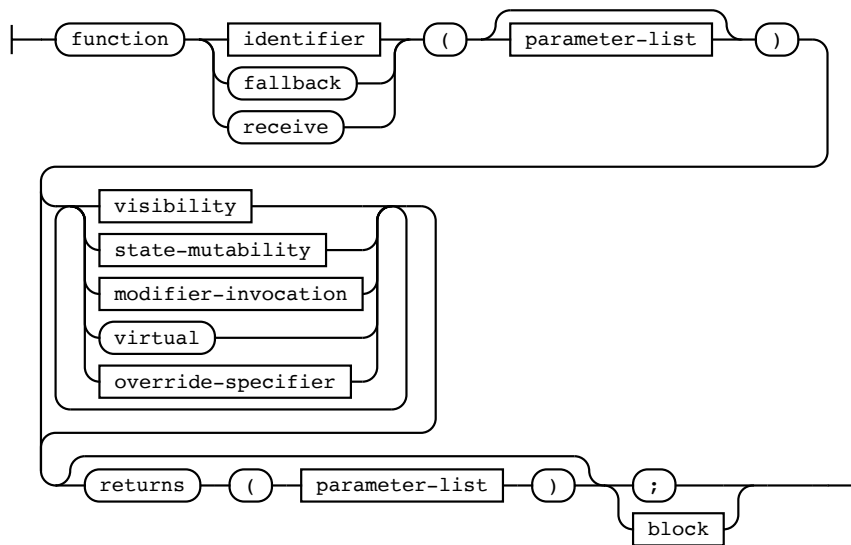 function identifier ( parameter-list )
fallback
receive
visibility
state-mutability
modifier-invocation
virtual
override-specifier
returns ( parameter-list ) ;
block